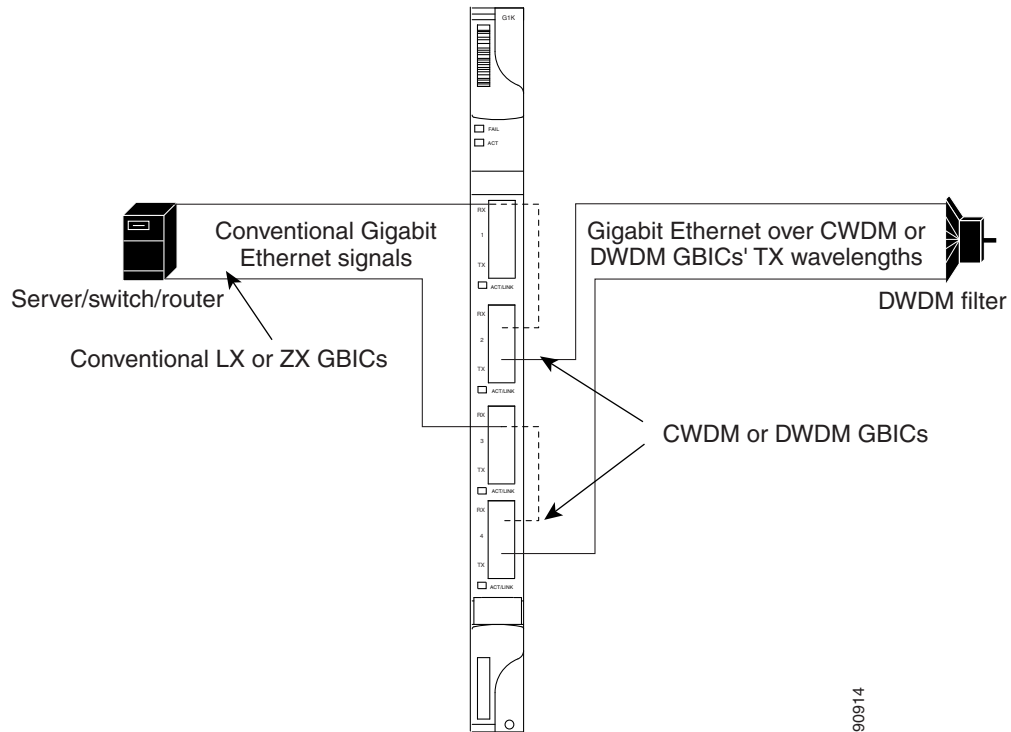 G1K
FAIL
ACT
RX
1
TX
ACT/LINK
RX
2
TX
ACT/LINK
RX
3
TX
ACT/LINK
RX
4
TX
ACT/LINK
Conventional Gigabit
Ethernet signals
Server/switch/router
Conventional LX or ZX GBICs
Gigabit Ethernet over CWDM or
DWDM GBICs' TX wavelengths
DWDM filter
CWDM or DWDM GBICs
90914